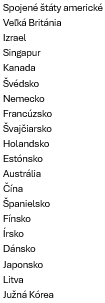 Spojené štáty americké
Veľká Británia
Izrael
Singapur
Kanada
Švédsko
Nemecko
Francúzsko
Švajčiarsko
Holandsko
Estónsko
Austrália
Čína
Španielsko
Fínsko
Írsko
Dánsko
Japonsko
Litva
Južná Kórea